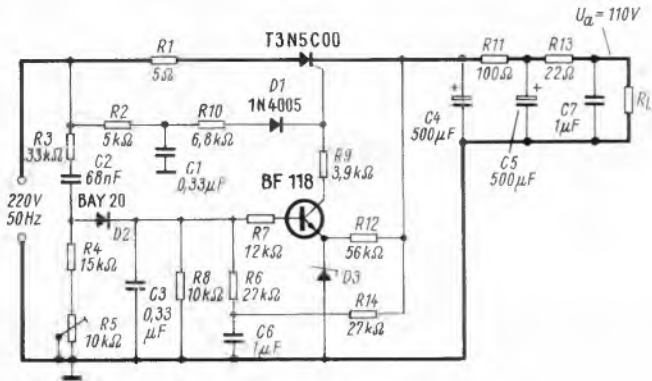 T3N5C00
Uₐ = 110V
R1
5Ω
R11
100Ω
R13
22Ω
D1
1N4005
R2
5kΩ
R10
6,8kΩ
R3
33kΩ
C2
68nF
C1
0,33µF
R9
3,9kΩ
C4
500µF
C5
500µF
C7
1µF
RL
220V
50Hz
BAY 20
D2
BF 118
R7
12kΩ
R12
56kΩ
R4
15kΩ
C3
0,33
µF
R8
10kΩ
R6
27kΩ
D3
R14
27kΩ
R5
10kΩ
C6
1µF